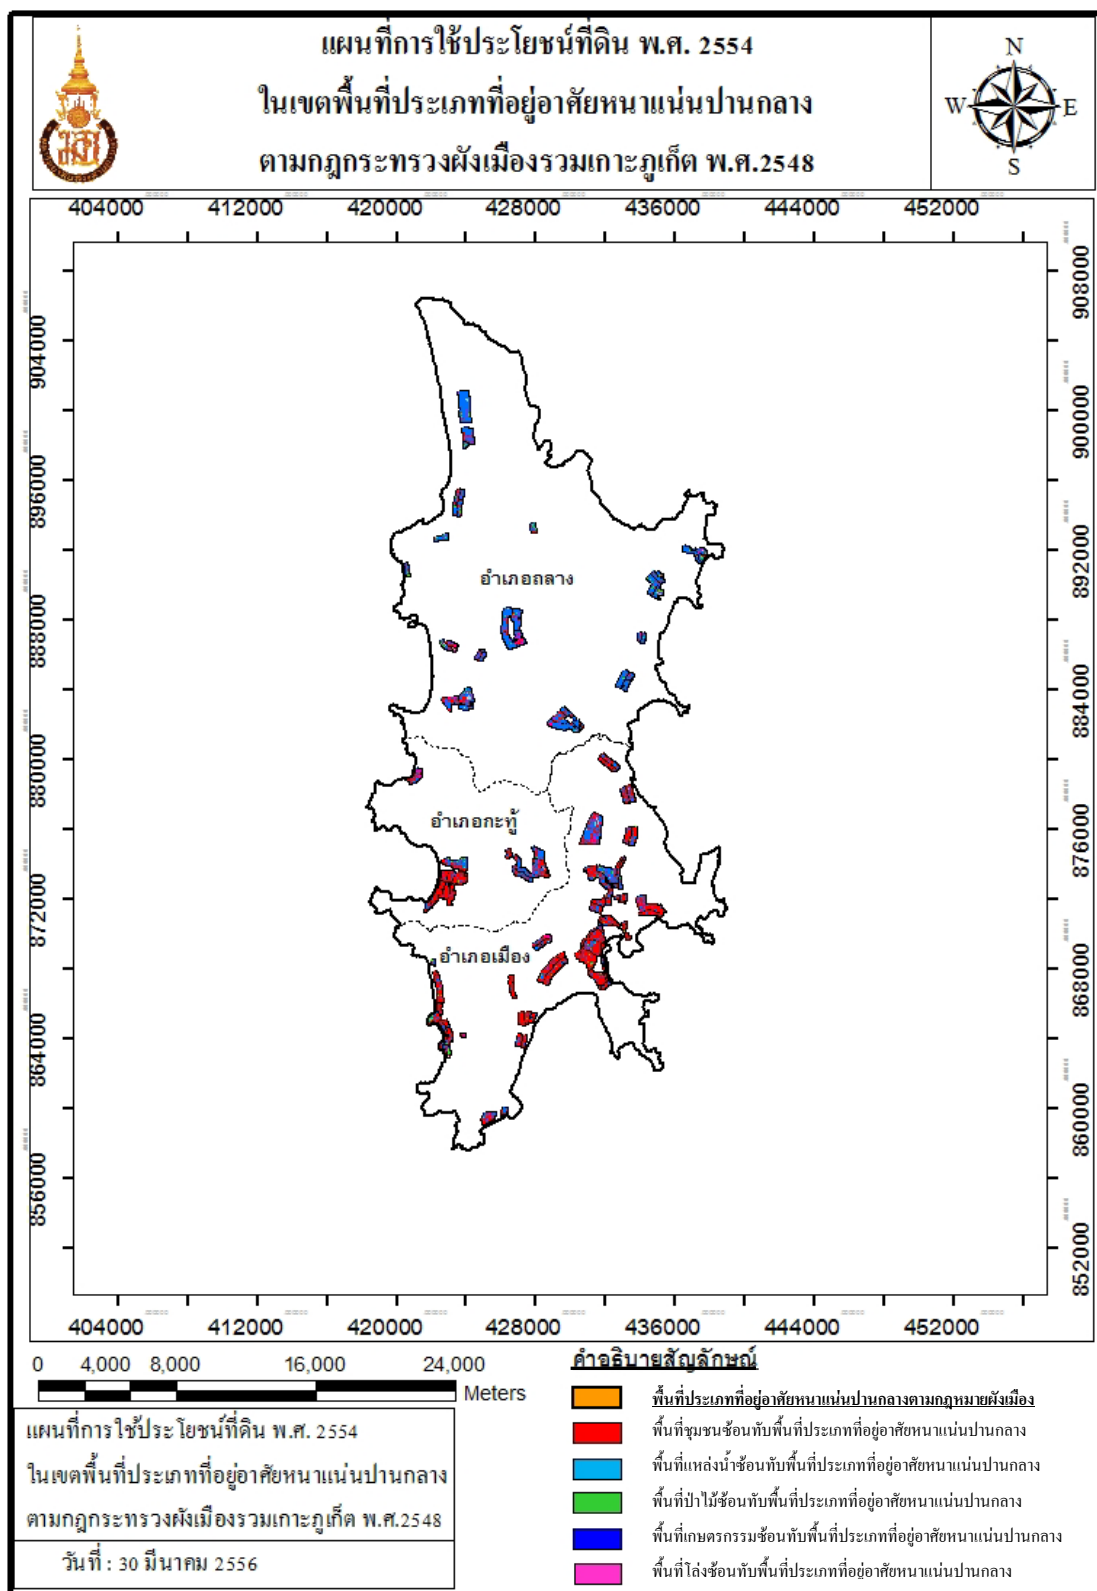 แผนที่การใช้ประโยชน์ที่ดิน พ.ศ. 2554
ในเขตพื้นที่ประเภทที่อยู่อาศัยหนาแน่นปานกลาง
ตามกฎกระทรวงผังเมืองรวมเกาะภูเก็ต พ.ศ.2548
N
W E
S
404000 412000 420000 428000 436000 444000 452000
908000
904000
900000
896000
892000
อำเภอถลาง
888000
884000
880000
อำเภอกะทู้
876000
872000
อำเภอเมือง
868000
864000
860000
856000
852000
404000 412000 420000 428000 436000 444000 452000
0 4,000 8,000 16,000 24,000
Meters
คำอธิบายสัญลักษณ์
พื้นที่ประเภทที่อยู่อาศัยหนาแน่นปานกลางตามกฎหมายผังเมือง
พื้นที่ชุมชนซ้อนทับพื้นที่ประเภทที่อยู่อาศัยหนาแน่นปานกลาง
พื้นที่แหล่งน้ำซ้อนทับพื้นที่ประเภทที่อยู่อาศัยหนาแน่นปานกลาง
พื้นที่ป่าไม้ซ้อนทับพื้นที่ประเภทที่อยู่อาศัยหนาแน่นปานกลาง
พื้นที่เกษตรกรรมซ้อนทับพื้นที่ประเภทที่อยู่อาศัยหนาแน่นปานกลาง
พื้นที่โล่งซ้อนทับพื้นที่ประเภทที่อยู่อาศัยหนาแน่นปานกลาง
แผนที่การใช้ประโยชน์ที่ดิน พ.ศ. 2554
ในเขตพื้นที่ประเภทที่อยู่อาศัยหนาแน่นปานกลาง
ตามกฎกระทรวงผังเมืองรวมเกาะภูเก็ต พ.ศ.2548
วันที่ : 30 มีนาคม 2556